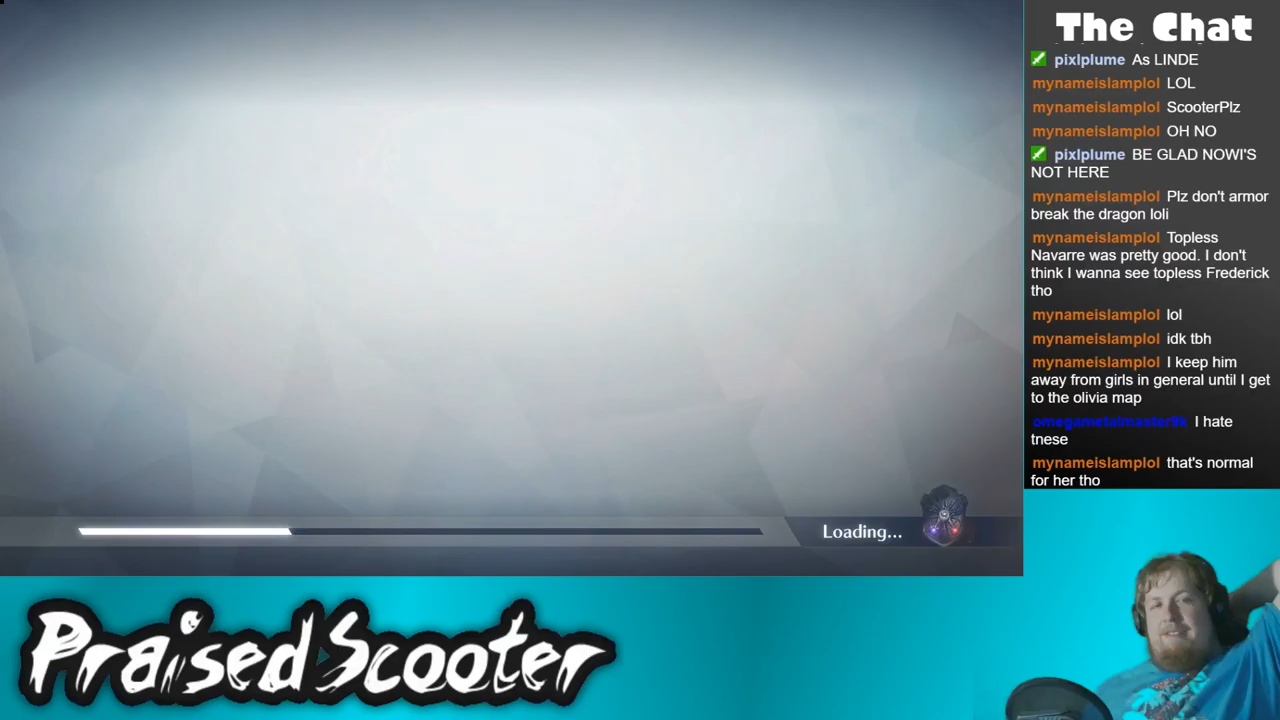 The Chat
pixlplume As LINDE
mynameislamplol LOL
mynameislamplol ScooterPlz
mynameislamplol OH NO
pixlplume BE GLAD NOWI'S
NOT HERE
mynameislamplol Plz don't armor
break the dragon loli
mynameislamplol Topless
Navarre was pretty good. I don't
think I wanna see topless Frederick
tho
mynameislamplol lol
mynameislamplol idk tbh
mynameislamplol I keep him
away from girls in general until I get
to the olivia map
omegametalmaster9k I hate
tnese
mynameislamplol that's normal
for her tho
Loading...
PraisedScooter